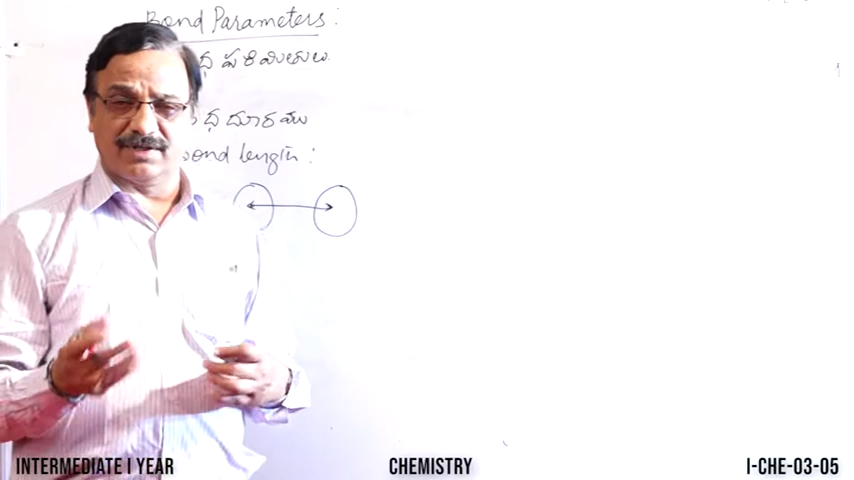 Bond Parameters :
ధ పరిమితులు.
ధ దూరము
bond length :
INTERMEDIATE I YEAR CHEMISTRY I-CHE-03-05